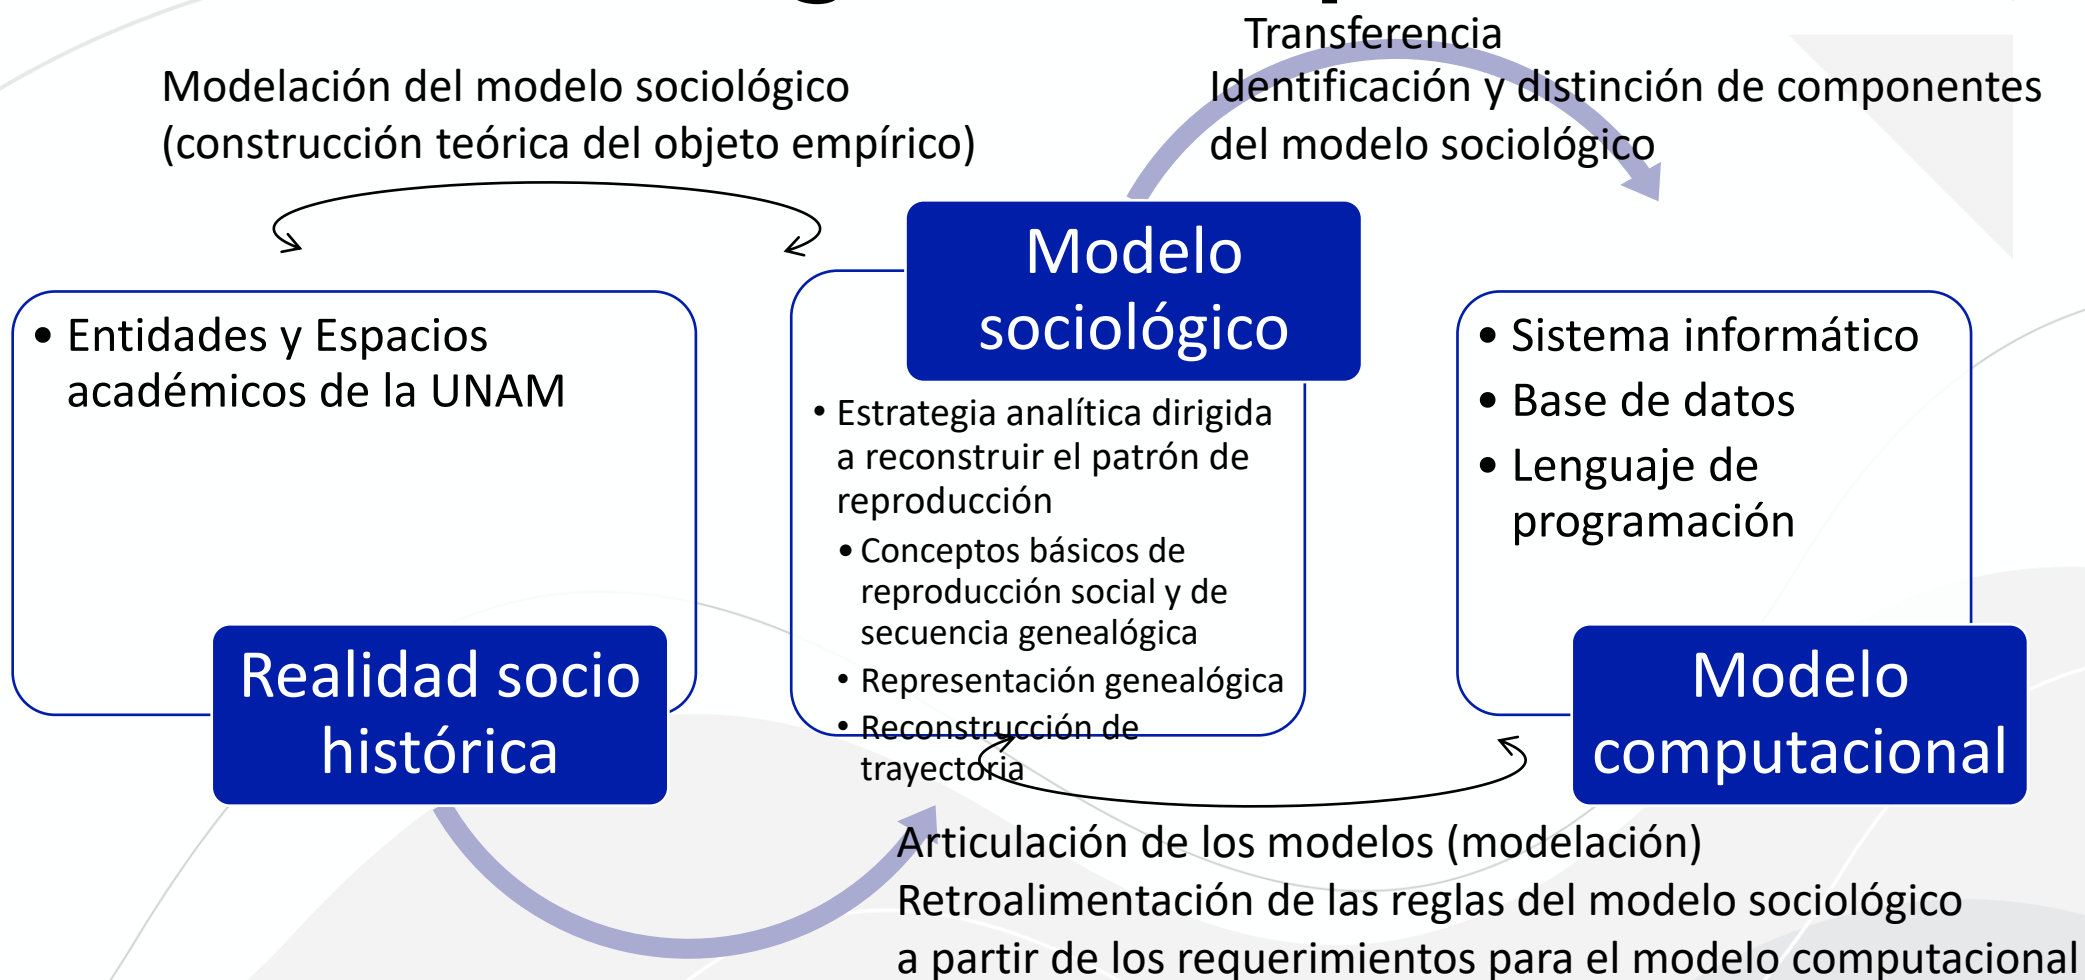 Transferencia
Modelación del modelo sociológico
(construcción teórica del objeto empírico)
Identificación y distinción de componentes
del modelo sociológico
• Entidades y Espacios
académicos de la UNAM
Realidad socio
histórica
Modelo
sociológico
• Estrategia analítica dirigida
a reconstruir el patrón de
reproducción
• Conceptos básicos de
reproducción social y de
secuencia genealógica
• Representación genealógica
• Reconstrucción de
trayectoria
• Sistema informático
• Base de datos
• Lenguaje de
programación
Modelo
computacional
Articulación de los modelos (modelación)
Retroalimentación de las reglas del modelo sociológico
a partir de los requerimientos para el modelo computacional